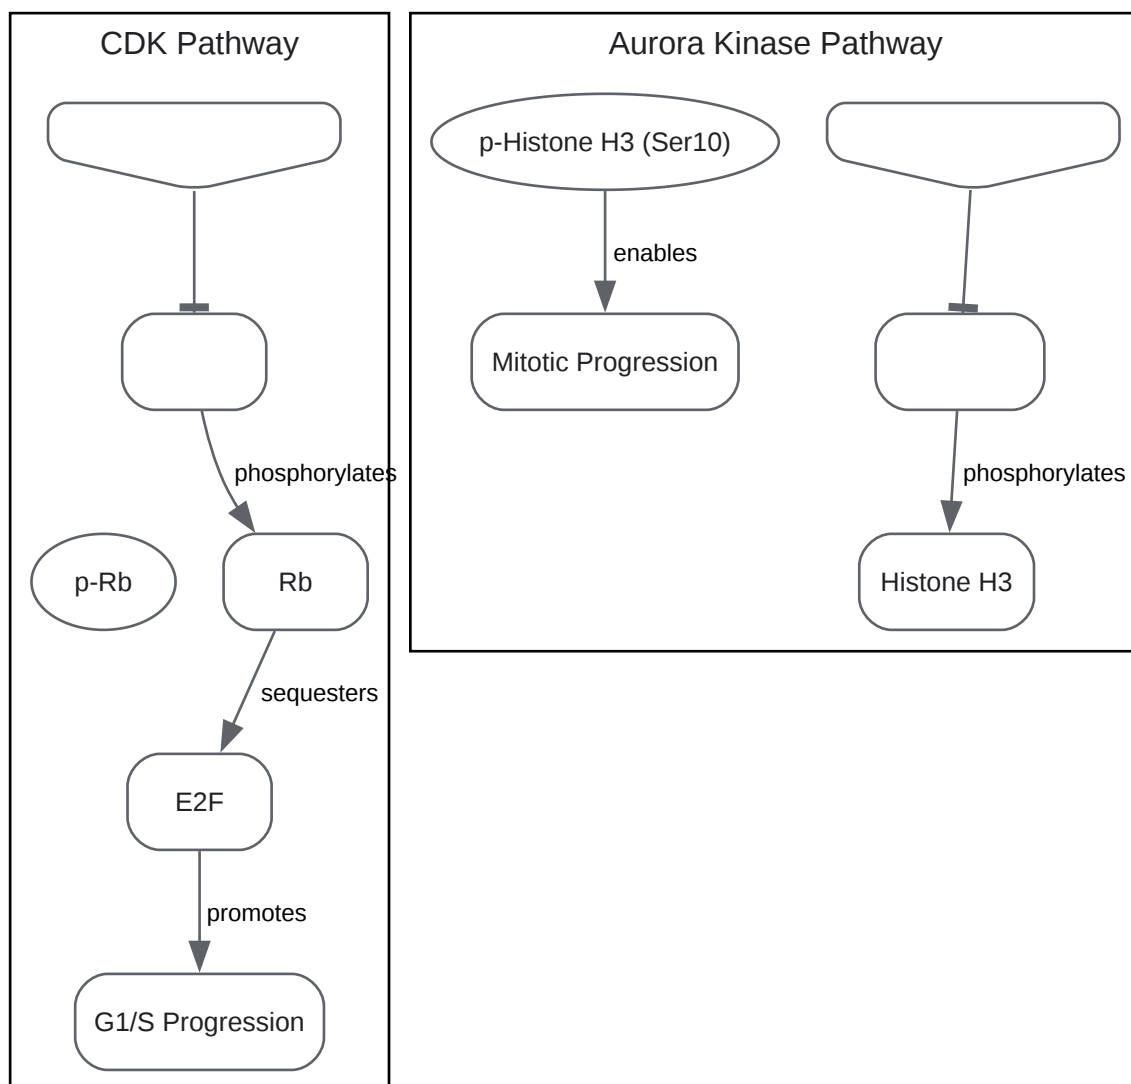 CDK Pathway
phosphorylates
p-Rb
Rb
sequesters
E2F
promotes
G1/S Progression
Aurora Kinase Pathway
p-Histone H3 (Ser10)
enables
Mitotic Progression
phosphorylates
Histone H3